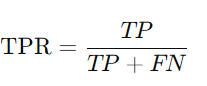 TPR = TP / TP + FN